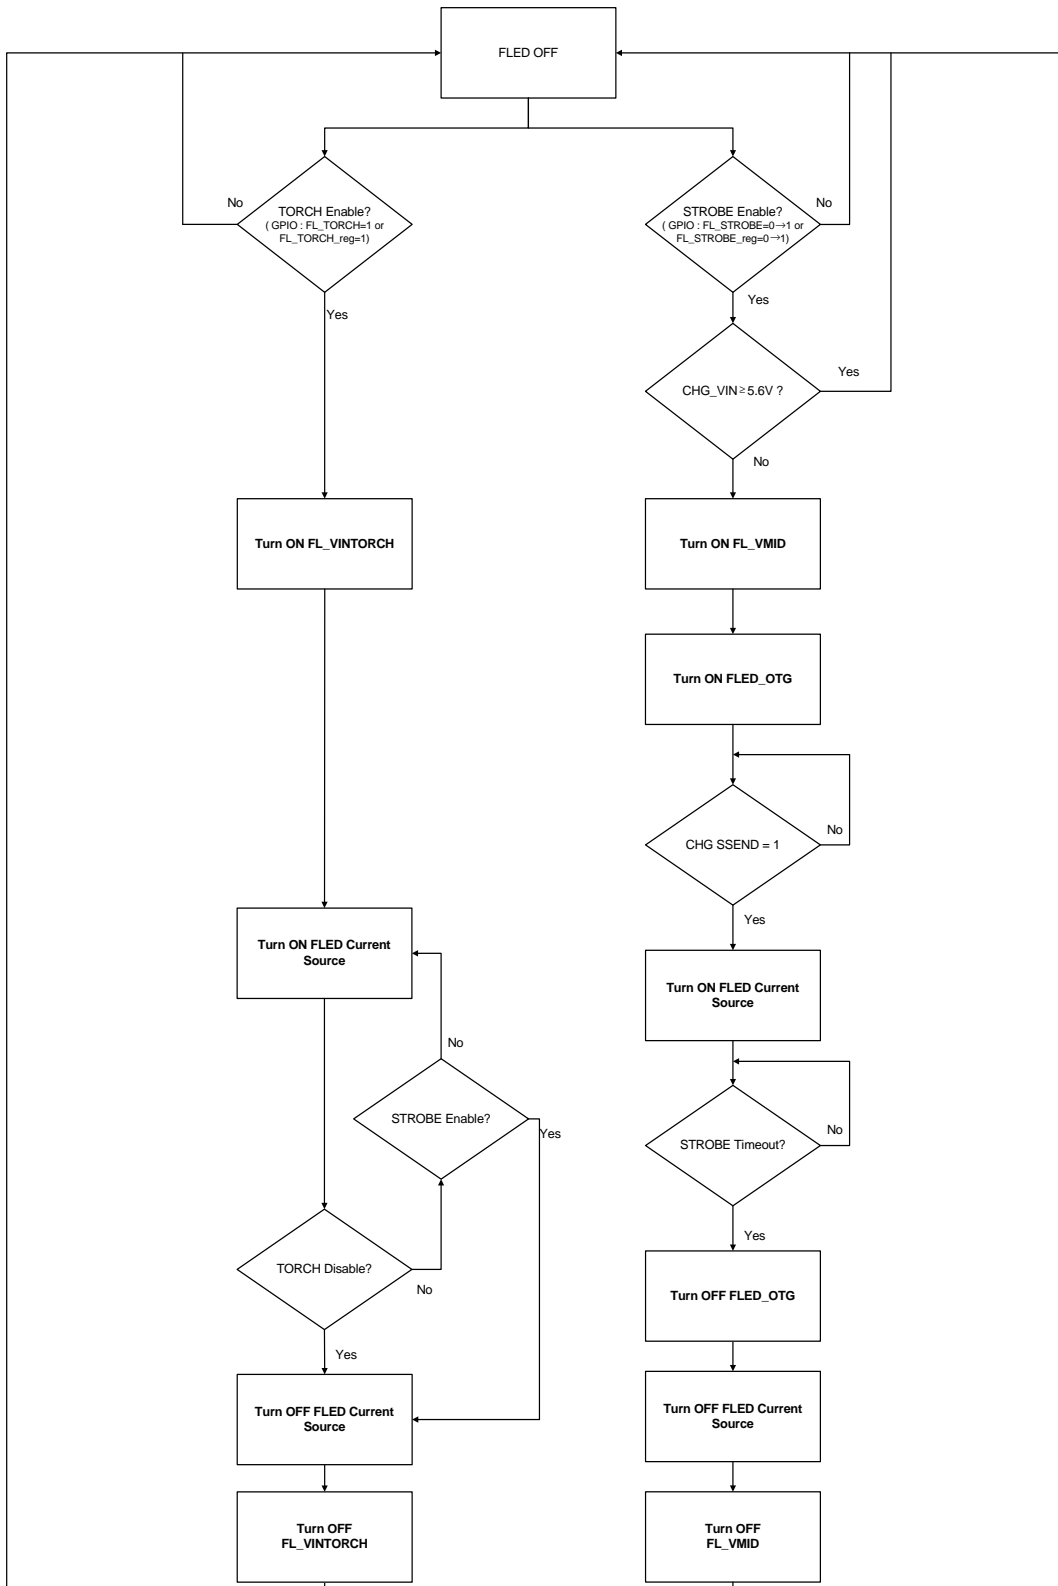 FLED OFF
No
TORCH Enable?
( GPIO : FL_TORCH=1 or
FL_TORCH_reg=1)
Yes
STROBE Enable?
( GPIO : FL_STROBE=0→1 or
FL_STROBE_reg=0→1)
No
Yes
CHG_VIN≥5.6V ?
Yes
No
Turn ON FL_VINTORCH
Turn ON FL_VMID
Turn ON FLED_OTG
CHG SSEND = 1
No
Yes
Turn ON FLED Current
Source
Turn ON FLED Current
Source
No
STROBE Enable?
Yes
STROBE Timeout?
No
Yes
TORCH Disable?
No
Yes
Turn OFF FLED_OTG
Turn OFF FLED Current
Source
Turn OFF FLED Current
Source
Turn OFF
FL_VINTORCH
Turn OFF
FL_VMID